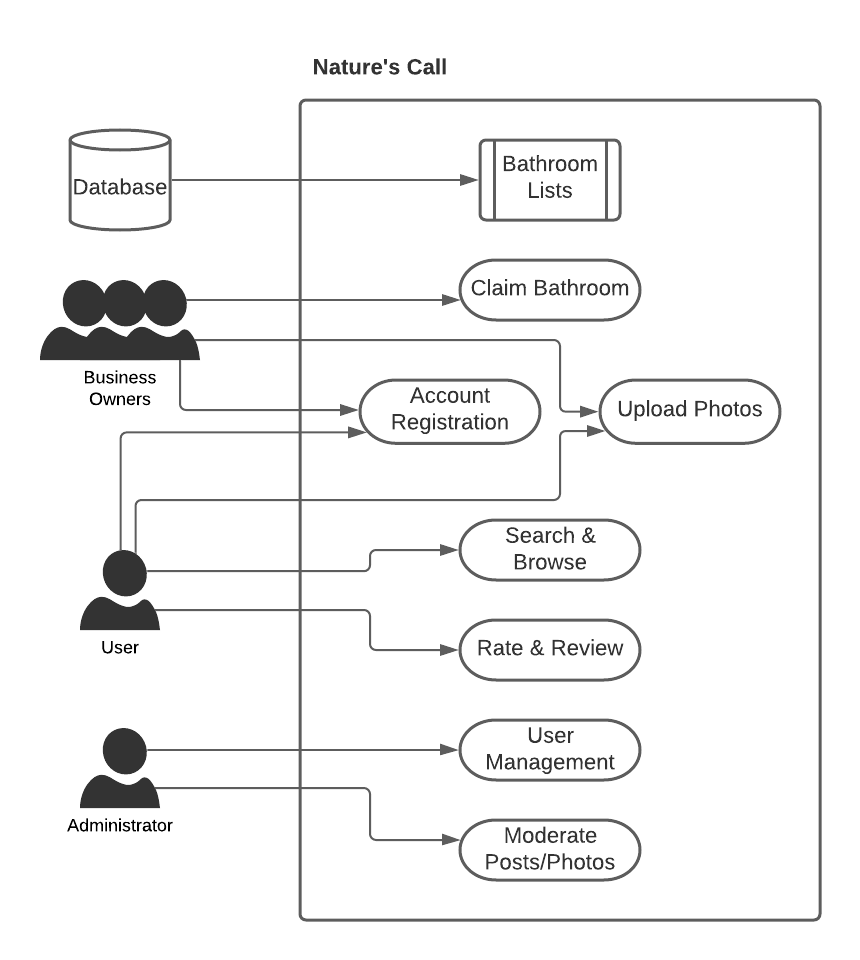 Nature's Call
Database
Bathroom
Lists
Claim Bathroom
Business
Owners
Account
Registration
Upload Photos
Search &
Browse
User
Rate & Review
User
Management
Administrator
Moderate
Posts/Photos